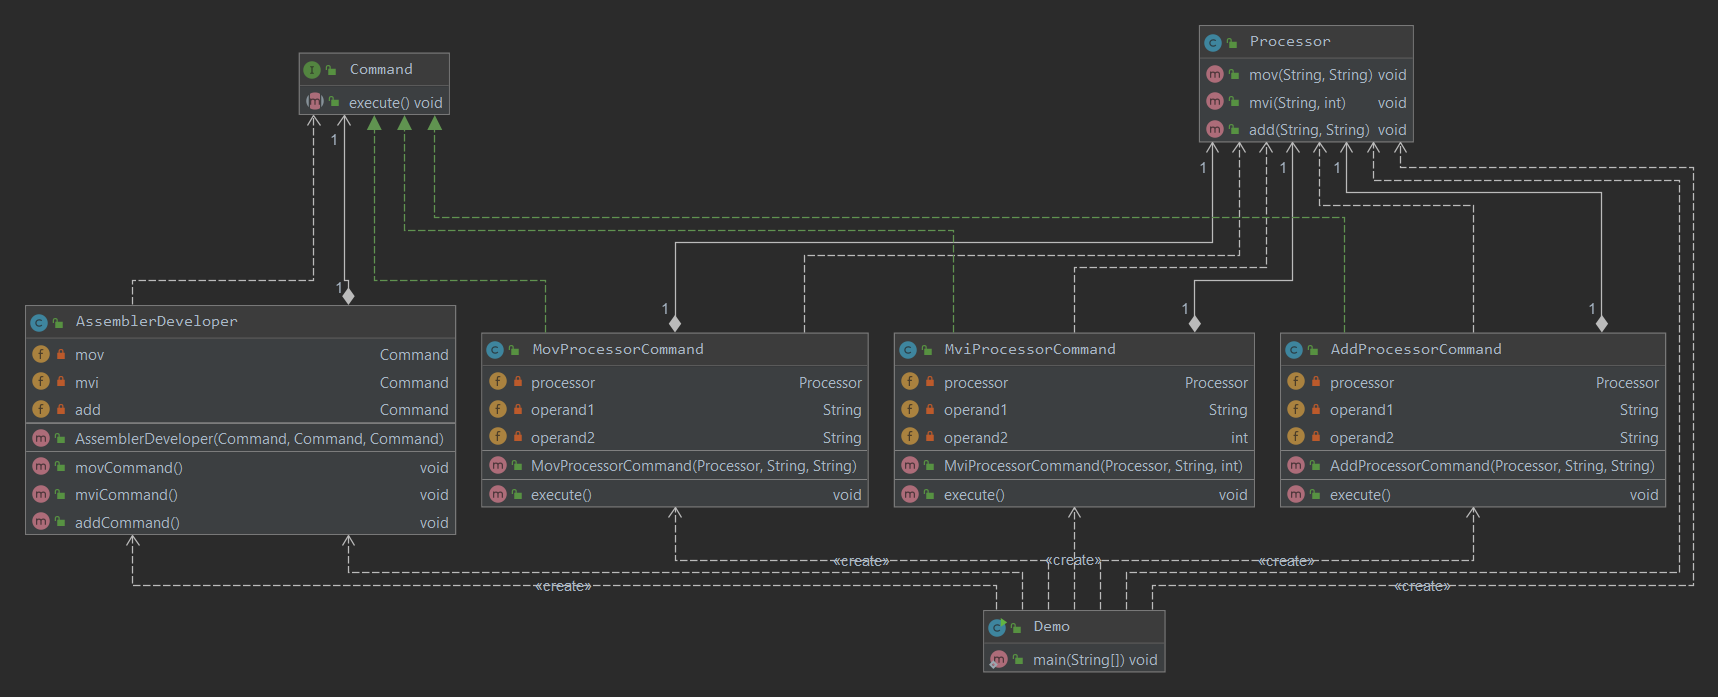 Command
execute() void
Processor
mov(String, String) void
mvi(String, int) void
add(String, String) void
1
1
1
1
1
1
1
1
AssemblerDeveloper
mov Command
mvi Command
add Command
AssemblerDeveloper(Command, Command, Command)
movCommand() void
mviCommand() void
addCommand() void
MovProcessorCommand
processor Processor
operand1 String
operand2 String
MovProcessorCommand(Processor, String, String)
execute() void
MviProcessorCommand
processor Processor
operand1 String
operand2 int
MviProcessorCommand(Processor, String, int)
execute() void
AddProcessorCommand
processor Processor
operand1 String
operand2 String
AddProcessorCommand(Processor, String, String)
execute() void
«create»
«create»
«create»
«create»
«create»
Demo
main(String[]) void